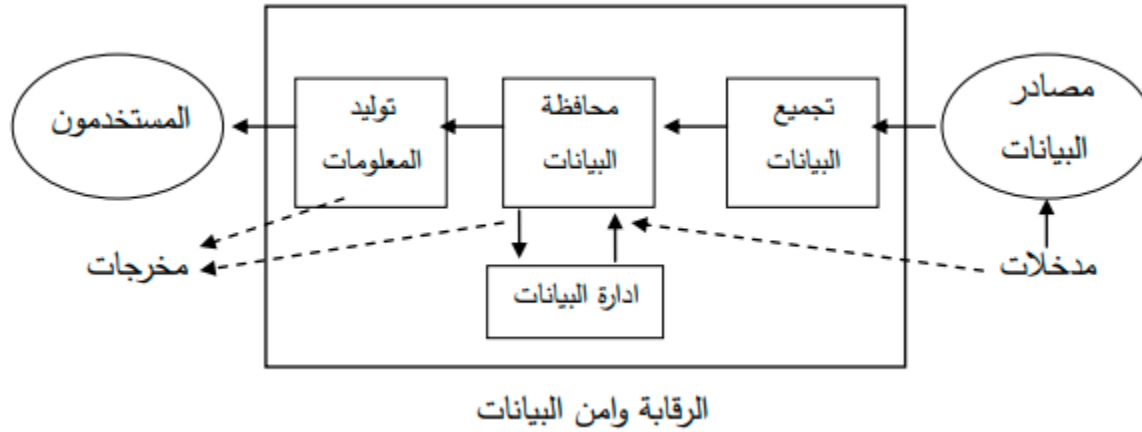 مصادر
البيانات
تجميع
البيانات
محافظة
البيانات
توليد
المعلومات
المستخدمون
مدخلات
مخرجات
ادارة البيانات
الرقابة وامن البيانات